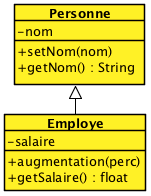 Personne
-nom
+setNom(nom)
+getNom() : String
Employe
-salaire
+augmentation(perc)
+getSalaire() : float